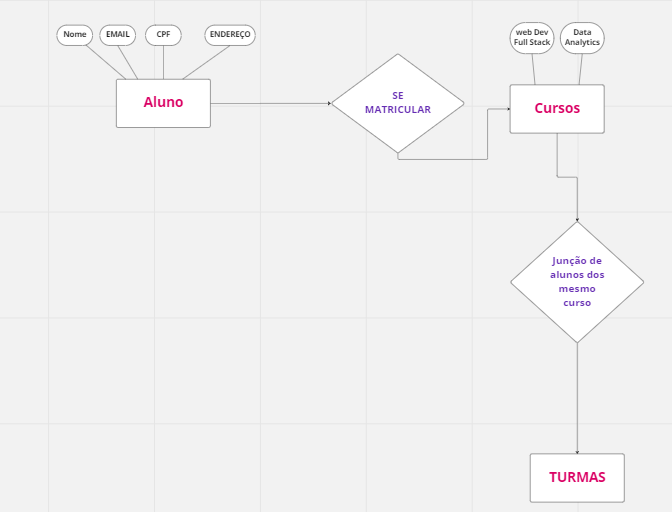 Nome
EMAIL
CPF
ENDEREÇO
web Dev
Full Stack
Data
Analytics
Aluno
SE
MATRICULAR
Cursos
Junção de
alunos dos
mesmo
curso
TURMAS